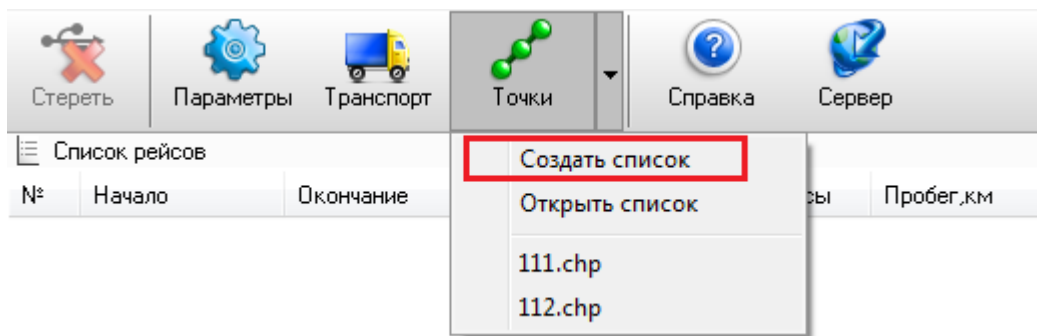 Стереть Параметры Транспорт Точки Справка Сервер
Список рейсов
Создать список
№ Начало Окончание Пробег,км
Открыть список
111.chp
112.chp